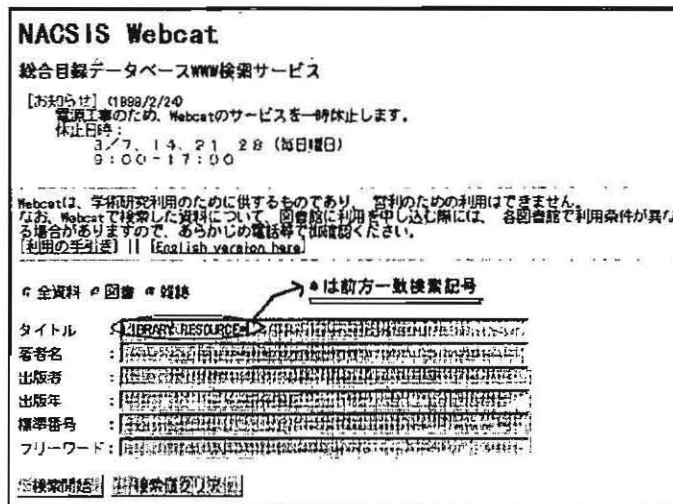 NACSIS Webcat
総合目録データベースWWW検索サービス
[お知らせ] (1999/2/24)
電源工事のため、Webcatのサービスを一時休止します。
休止日時：
3/7, 14, 21 28 (毎日曜日)
9:00-17:00
Webcatは、学術研究利用のために供するものであり、 営利のための利用はできません。
なお、Webcatで検索した資料について、図書館に利用を申し込む際には、 各図書館で利用条件が異な
る場合がありますので、あらかじめ電話等で御確認ください。
[利用の手引き] || [English version here]
全資料 図書 雑誌 *は前方一致検索記号
タイトル : LIBRARY RESOURCE*
著者名 :
出版者 :
出版年 :
標準番号 :
フリーワード :
検索開始 検索値クリア